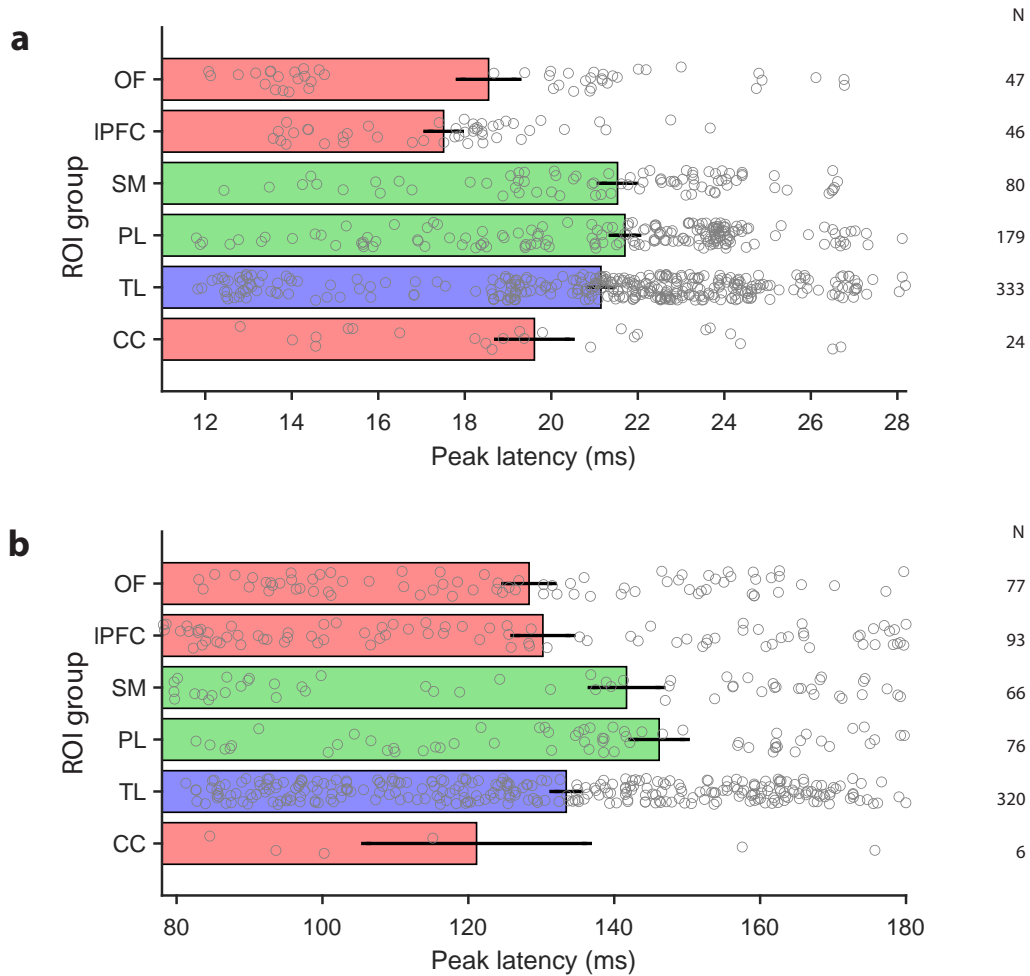 N
a
OF
47
lPFC
46
SM
80
PL
179
TL
333
CC
24
ROI group
12 14 16 18 20 22 24 26 28
Peak latency (ms)
N
b
OF
77
lPFC
93
SM
66
PL
76
TL
320
CC
6
ROI group
80 100 120 140 160 180
Peak latency (ms)